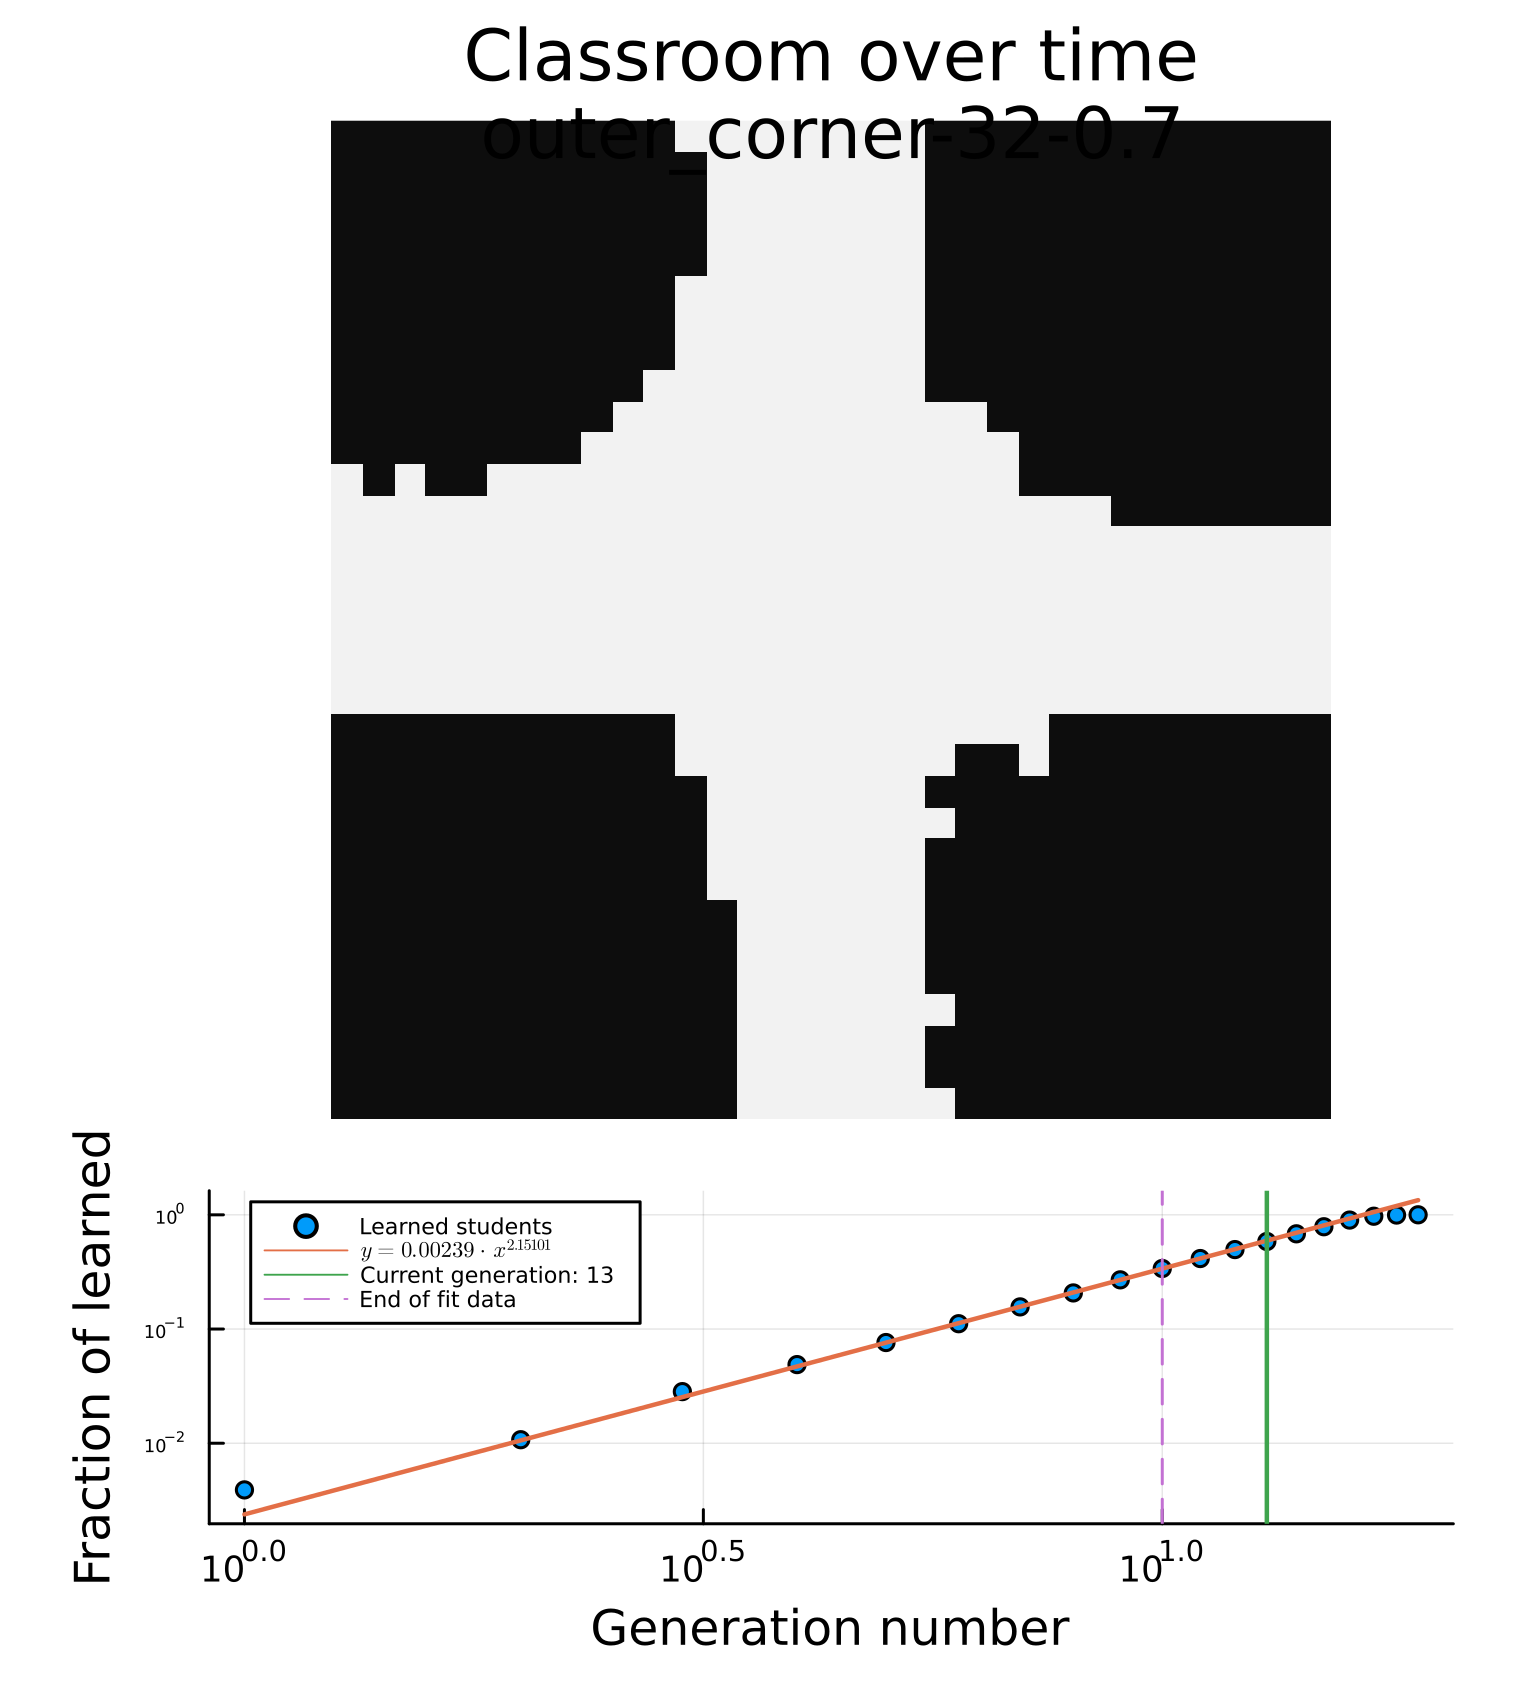 Classroom over time
outer_corner-32-0.7
Fraction of learned
10^0
10^-1
10^-2
Learned students
y = 0.00239 · x^2.15101
Current generation: 13
End of fit data
10^0.0
10^0.5
10^1.0
Generation number